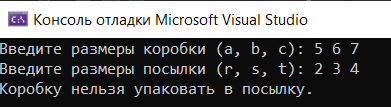 Консоль отладки Microsoft Visual Studio
Введите размеры коробки (a, b, c): 5 6 7
Введите размеры посылки (r, s, t): 2 3 4
Коробку нельзя упаковать в посылку.